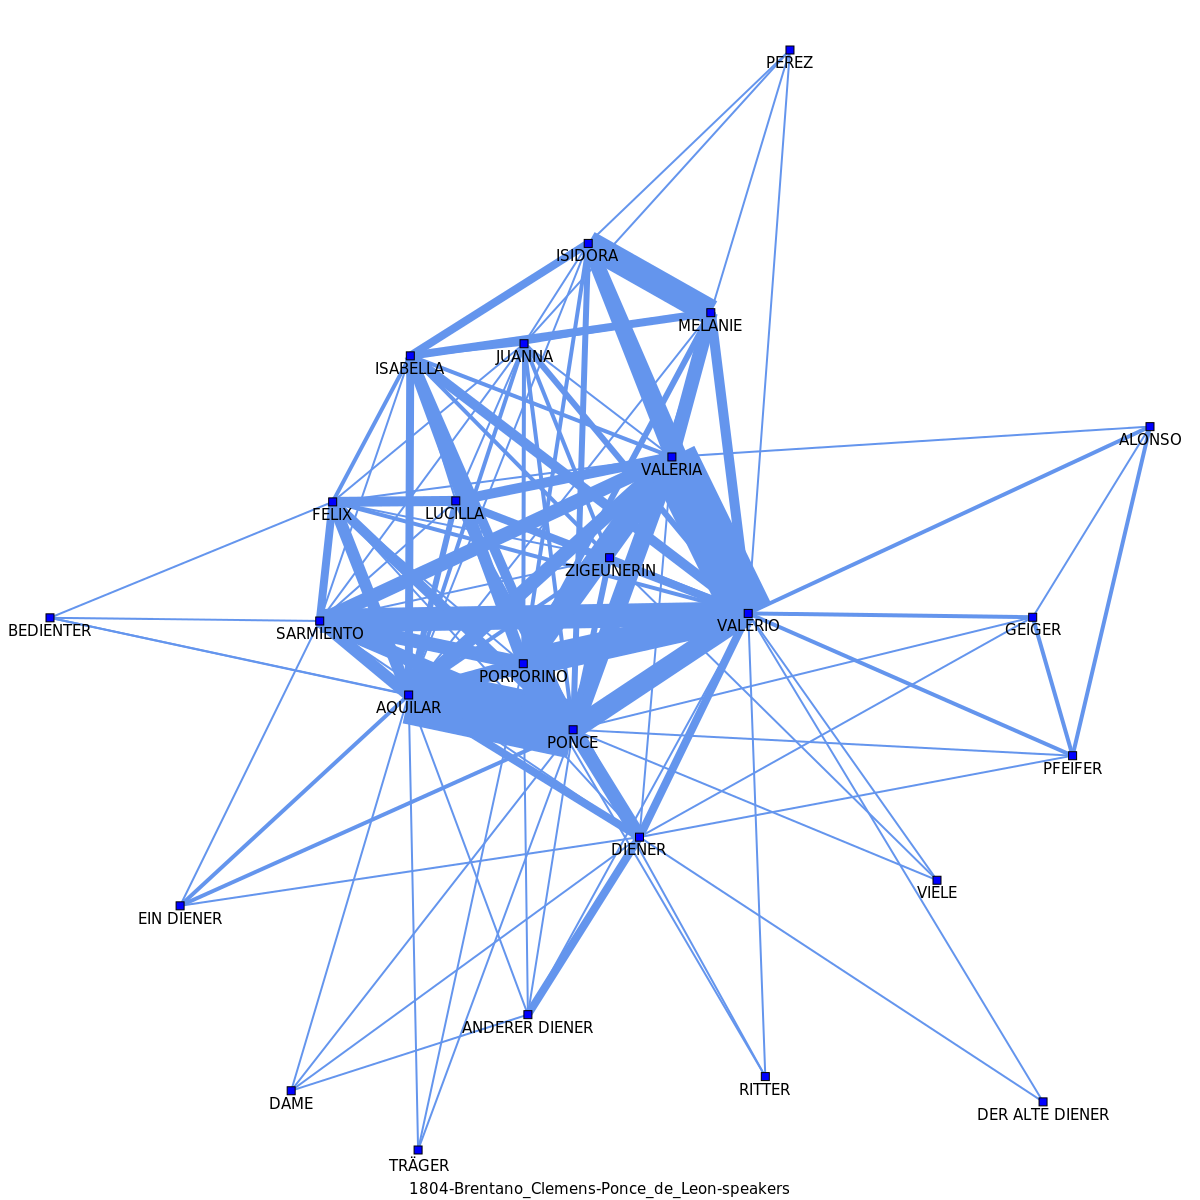 PEREZ
ISIDORA
MELANIE
JUANNA
ISABELLA
ALONSO
VALERIA
FELIX
LUCILLA
ZIGEUNERIN
BEDIENTER
SARMIENTO
VALERIO
GEIGER
PORPORINO
AQUILAR
PONCE
PFEIFER
DIENER
VIELE
EIN DIENER
ANDERER DIENER
RITTER
DAME
DER ALTE DIENER
TRÄGER
1804-Brentano_Clemens-Ponce_de_Leon-speakers